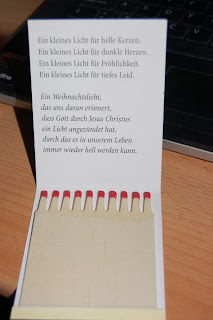 Ein kleines Licht für helle Kerzen.
Ein kleines Licht für dunkle Herzen.
Ein kleines Licht für Fröhlichkeit.
Ein kleines Licht für tiefes Leid.
Ein Weihnachtslicht,
das uns daran erinnert,
dass Gott durch Jesus Christus
ein Licht angezündet hat,
durch das es in unserem Leben
immer wieder hell werden kann.